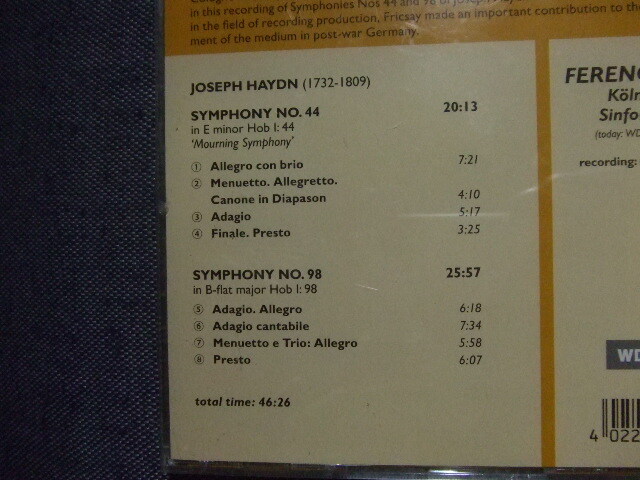 in this recording of Symphonies Nos 44 and 98 of
in the field of recording production, Fricsay made an important contribution to the
ment of the medium in post-war Germany.
JOSEPH HAYDN (1732-1809)
SYMPHONY NO. 44 20:13
in E minor Hob I: 44
'Mourning Symphony'
① Allegro con brio 7:21
② Menuetto. Allegretto.
Canone in Diapason 4:10
③ Adagio 5:17
④ Finale. Presto 3:25
SYMPHONY NO. 98 25:57
in B-flat major Hob I: 98
⑤ Adagio. Allegro 6:18
⑥ Adagio cantabile 7:34
⑦ Menuetto e Trio: Allegro 5:58
⑧ Presto 6:07
total time: 46:26
FERENC
Köln
Sinfo
(today: WD
recording:
WD
4 022